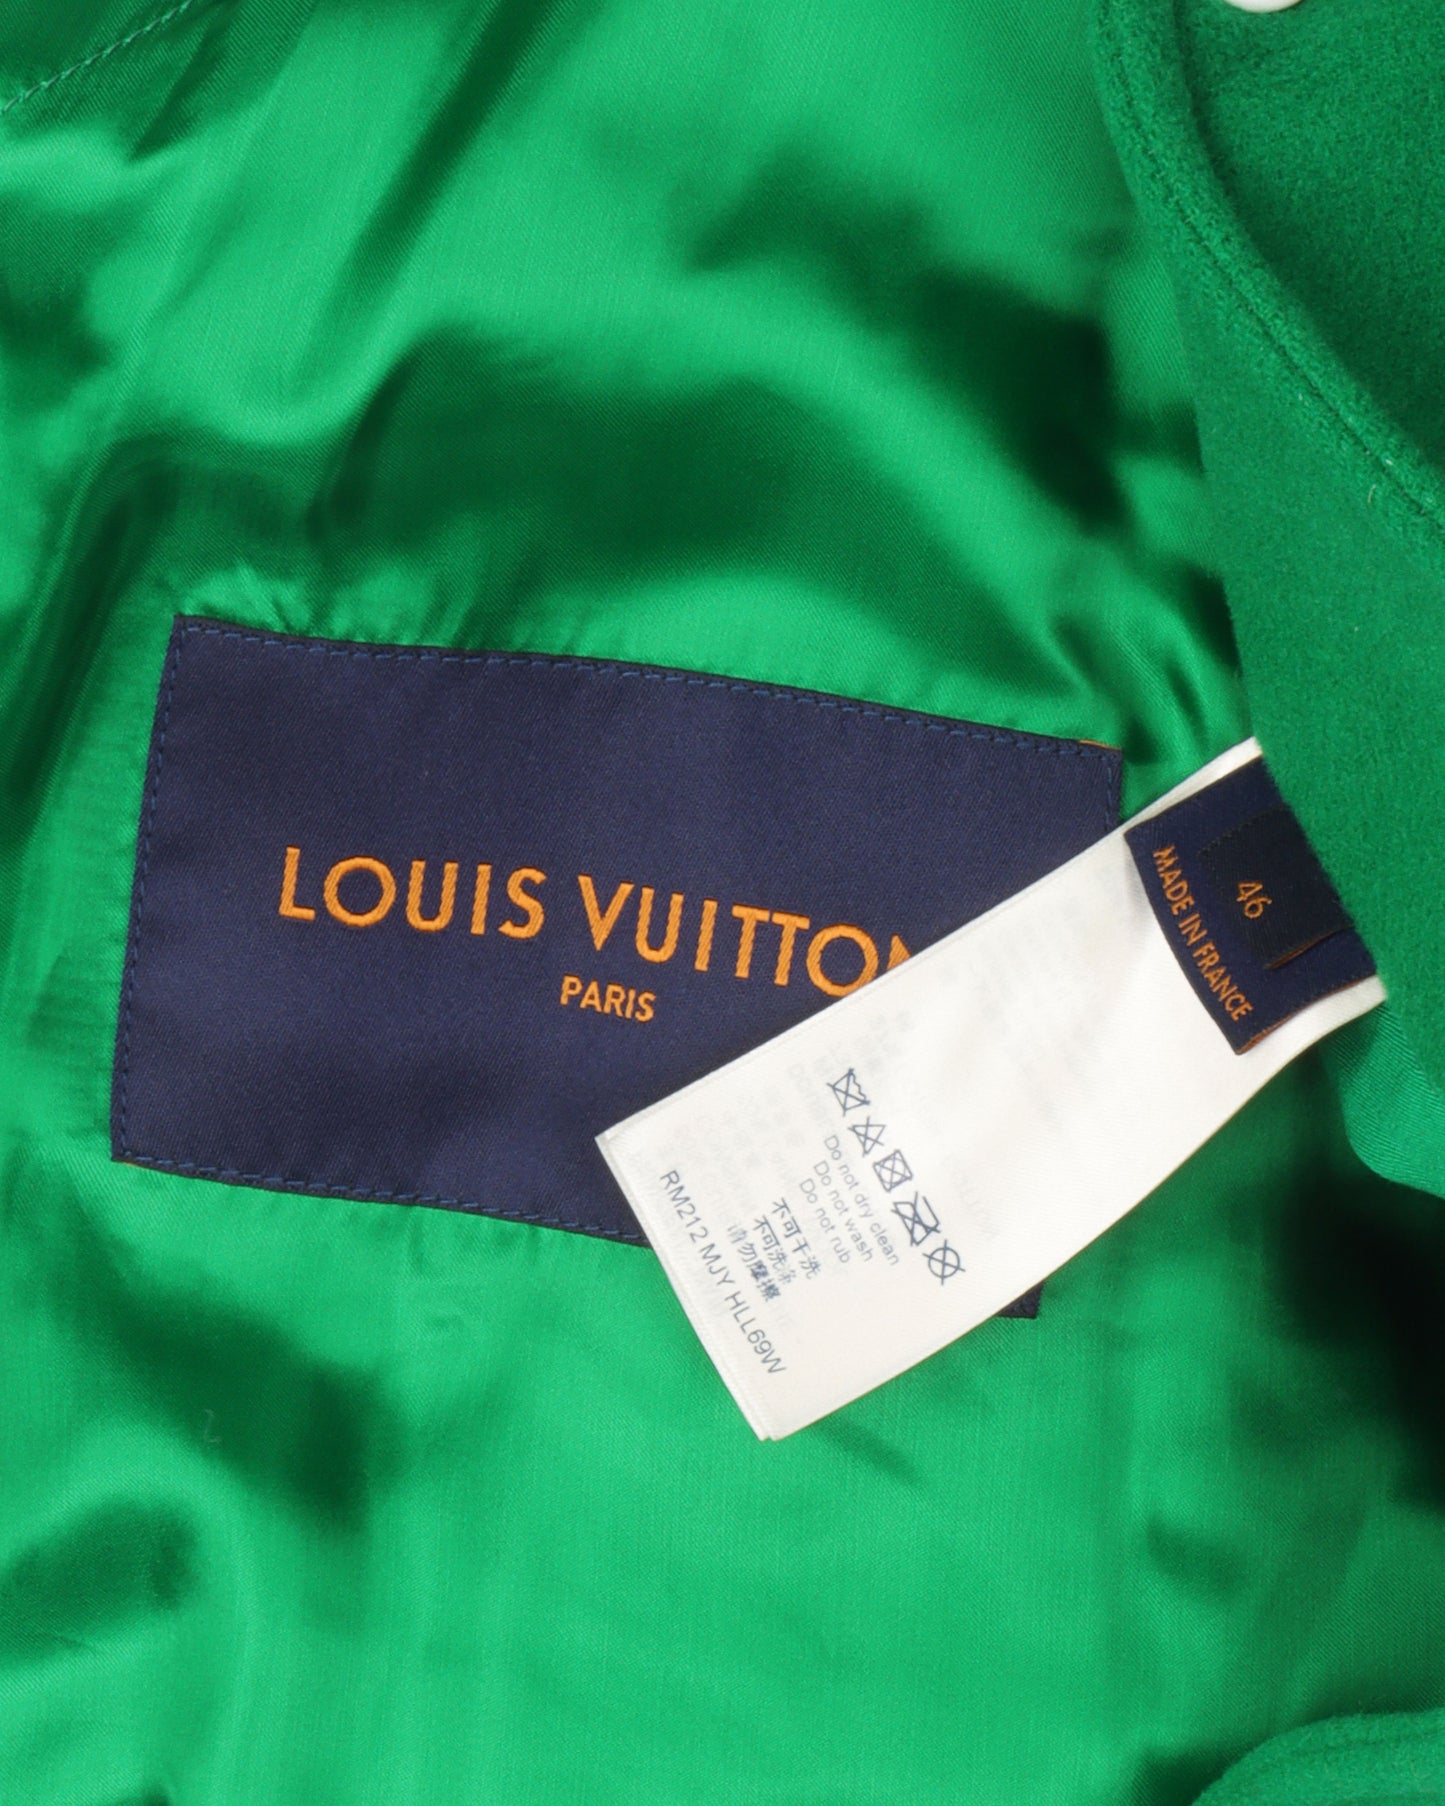 LOUIS VUITTON
PARIS
46
MADE IN FRANCE
Do not dry clean
Do not wash
Do not rub
不可干洗
不可洗涤
请勿摩擦
RM212 MJY HLL69W